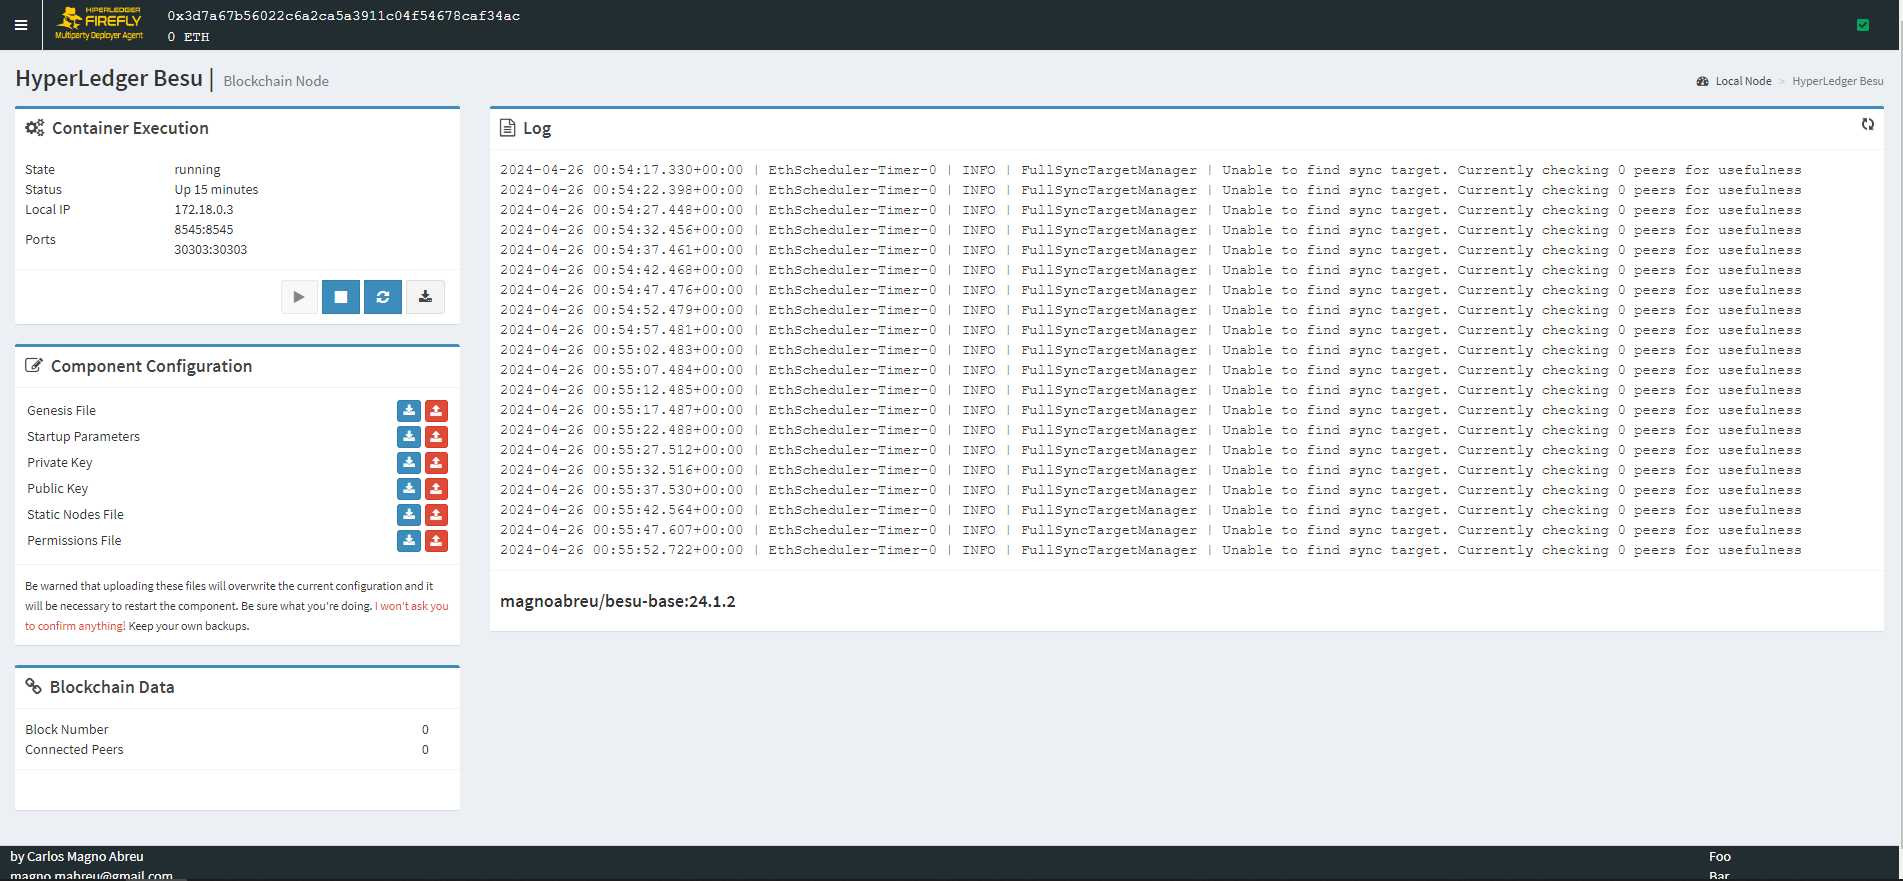 HIPERLEDGER
FIREFLY
Multiparty Deployer Agent
0x3d7a67b56022c6a2ca5a3911c04f54678caf34ac
0 ETH
HyperLedger Besu | Blockchain Node
Local Node > HyperLedger Besu
Container Execution
State running
Status Up 15 minutes
Local IP 172.18.0.3
Ports 8545:8545
30303:30303
Component Configuration
Genesis File
Startup Parameters
Private Key
Public Key
Static Nodes File
Permissions File
Be warned that uploading these files will overwrite the current configuration and it
will be necessary to restart the component. Be sure what you're doing. I won't ask you
to confirm anything! Keep your own backups.
Blockchain Data
Block Number 0
Connected Peers 0
Log
2024-04-26 00:54:17.330+00:00 | EthScheduler-Timer-0 | INFO | FullSyncTargetManager | Unable to find sync target. Currently checking 0 peers for usefulness
2024-04-26 00:54:22.398+00:00 | EthScheduler-Timer-0 | INFO | FullSyncTargetManager | Unable to find sync target. Currently checking 0 peers for usefulness
2024-04-26 00:54:27.448+00:00 | EthScheduler-Timer-0 | INFO | FullSyncTargetManager | Unable to find sync target. Currently checking 0 peers for usefulness
2024-04-26 00:54:32.456+00:00 | EthScheduler-Timer-0 | INFO | FullSyncTargetManager | Unable to find sync target. Currently checking 0 peers for usefulness
2024-04-26 00:54:37.461+00:00 | EthScheduler-Timer-0 | INFO | FullSyncTargetManager | Unable to find sync target. Currently checking 0 peers for usefulness
2024-04-26 00:54:42.468+00:00 | EthScheduler-Timer-0 | INFO | FullSyncTargetManager | Unable to find sync target. Currently checking 0 peers for usefulness
2024-04-26 00:54:47.476+00:00 | EthScheduler-Timer-0 | INFO | FullSyncTargetManager | Unable to find sync target. Currently checking 0 peers for usefulness
2024-04-26 00:54:52.479+00:00 | EthScheduler-Timer-0 | INFO | FullSyncTargetManager | Unable to find sync target. Currently checking 0 peers for usefulness
2024-04-26 00:54:57.481+00:00 | EthScheduler-Timer-0 | INFO | FullSyncTargetManager | Unable to find sync target. Currently checking 0 peers for usefulness
2024-04-26 00:55:02.483+00:00 | EthScheduler-Timer-0 | INFO | FullSyncTargetManager | Unable to find sync target. Currently checking 0 peers for usefulness
2024-04-26 00:55:07.484+00:00 | EthScheduler-Timer-0 | INFO | FullSyncTargetManager | Unable to find sync target. Currently checking 0 peers for usefulness
2024-04-26 00:55:12.485+00:00 | EthScheduler-Timer-0 | INFO | FullSyncTargetManager | Unable to find sync target. Currently checking 0 peers for usefulness
2024-04-26 00:55:17.487+00:00 | EthScheduler-Timer-0 | INFO | FullSyncTargetManager | Unable to find sync target. Currently checking 0 peers for usefulness
2024-04-26 00:55:22.488+00:00 | EthScheduler-Timer-0 | INFO | FullSyncTargetManager | Unable to find sync target. Currently checking 0 peers for usefulness
2024-04-26 00:55:27.512+00:00 | EthScheduler-Timer-0 | INFO | FullSyncTargetManager | Unable to find sync target. Currently checking 0 peers for usefulness
2024-04-26 00:55:32.516+00:00 | EthScheduler-Timer-0 | INFO | FullSyncTargetManager | Unable to find sync target. Currently checking 0 peers for usefulness
2024-04-26 00:55:37.530+00:00 | EthScheduler-Timer-0 | INFO | FullSyncTargetManager | Unable to find sync target. Currently checking 0 peers for usefulness
2024-04-26 00:55:42.564+00:00 | EthScheduler-Timer-0 | INFO | FullSyncTargetManager | Unable to find sync target. Currently checking 0 peers for usefulness
2024-04-26 00:55:47.607+00:00 | EthScheduler-Timer-0 | INFO | FullSyncTargetManager | Unable to find sync target. Currently checking 0 peers for usefulness
2024-04-26 00:55:52.722+00:00 | EthScheduler-Timer-0 | INFO | FullSyncTargetManager | Unable to find sync target. Currently checking 0 peers for usefulness
magnoabreu/besu-base:24.1.2
by Carlos Magno Abreu
magno.mabreu@gmail.com
Foo
Bar